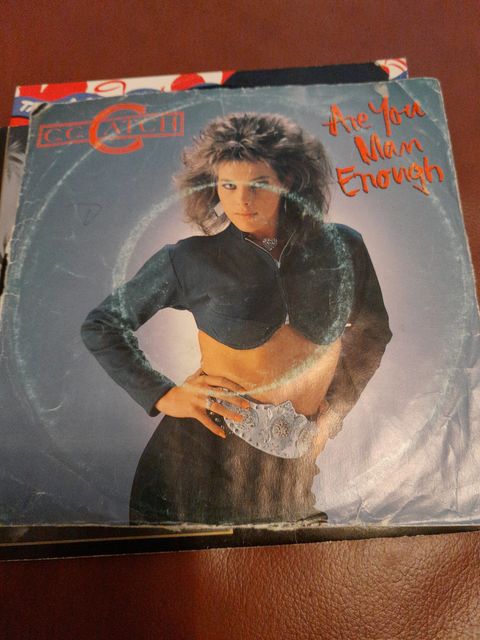 C.C. CATCH
Are You
Man
Enough